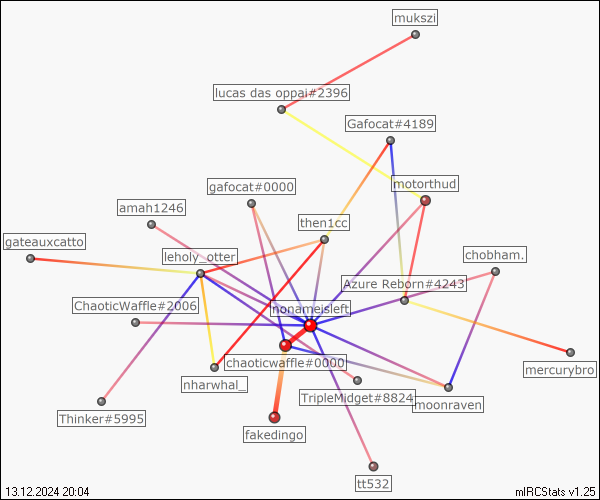 mukszi
lucas das oppai#2396
Gafocat#4189
gafocat#0000
motorthud
amah1246
then1cc
gateauxcatto
leholy_otter
chobham.
Azure Reborn#4243
ChaoticWaffle#2006
nonameisleft
chaoticwaffle#0000
mercurybro
nharwhal_
TripleMidget#8824
moonraven
Thinker#5995
fakedingo
tt532
13.12.2024 20:04
mIRCStats v1.25